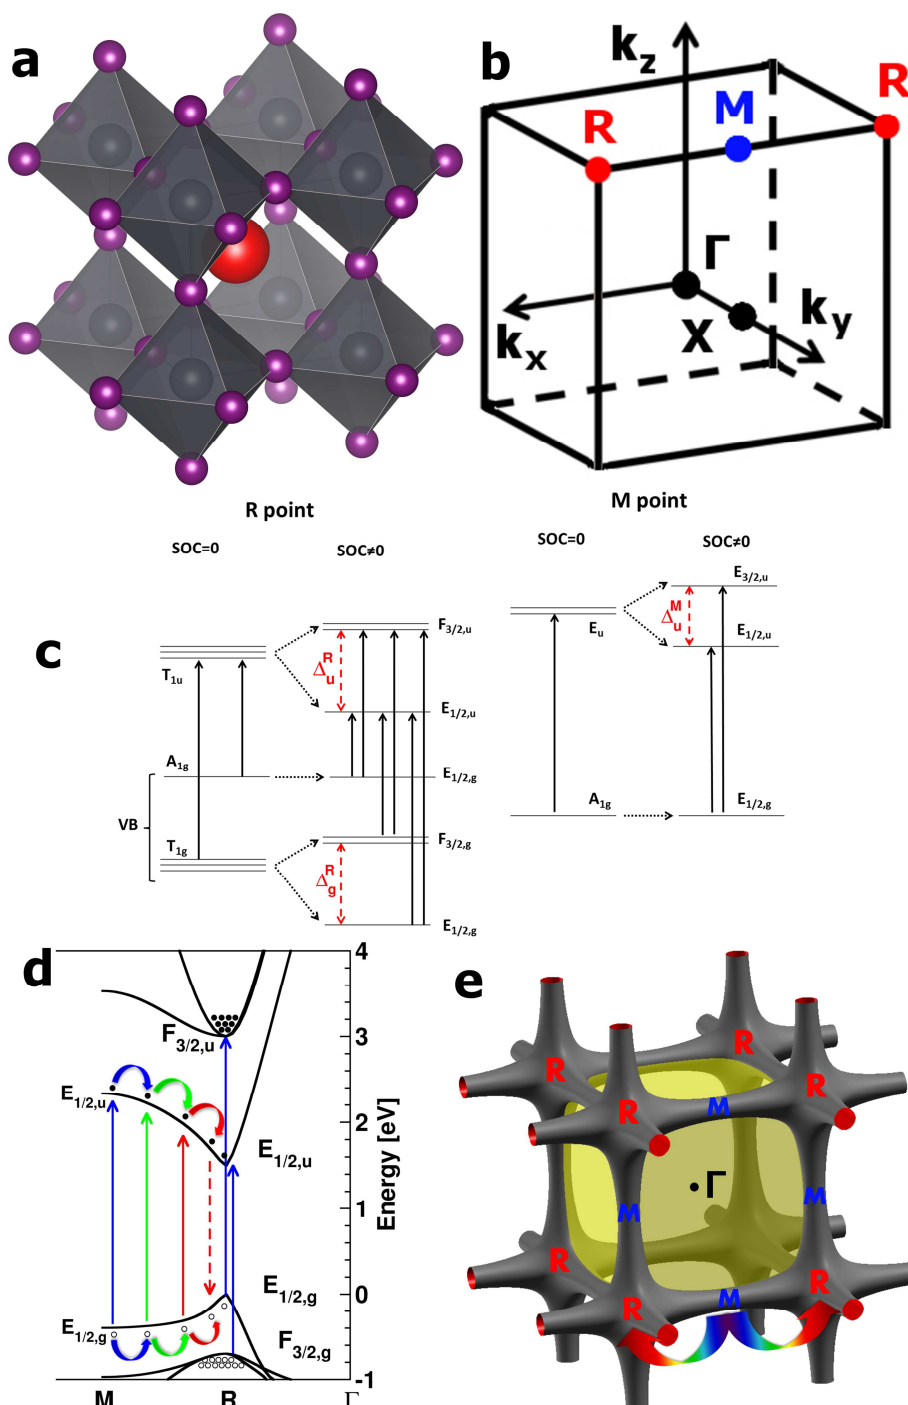 a
b
k_z
R
M
R
Γ
X
k_x
k_y
R point
M point
SOC=0
SOC≠0
SOC=0
SOC≠0
c
T_1u
A_1g
VB
T_1g
F_3/2,u
Δ_u^R
E_1/2,u
E_1/2,g
F_3/2,g
Δ_g^R
E_1/2,g
E_u
A_1g
E_3/2,u
Δ_u^M
E_1/2,u
E_1/2,g
d
F_3/2,u
E_1/2,u
E_1/2,u
E_1/2,g
E_1/2,g
F_3/2,g
4
3
2
1
0
-1
Energy [eV]
M
R
Γ
e
R
R
R
M
Γ
M
M
R
R
R
M
R